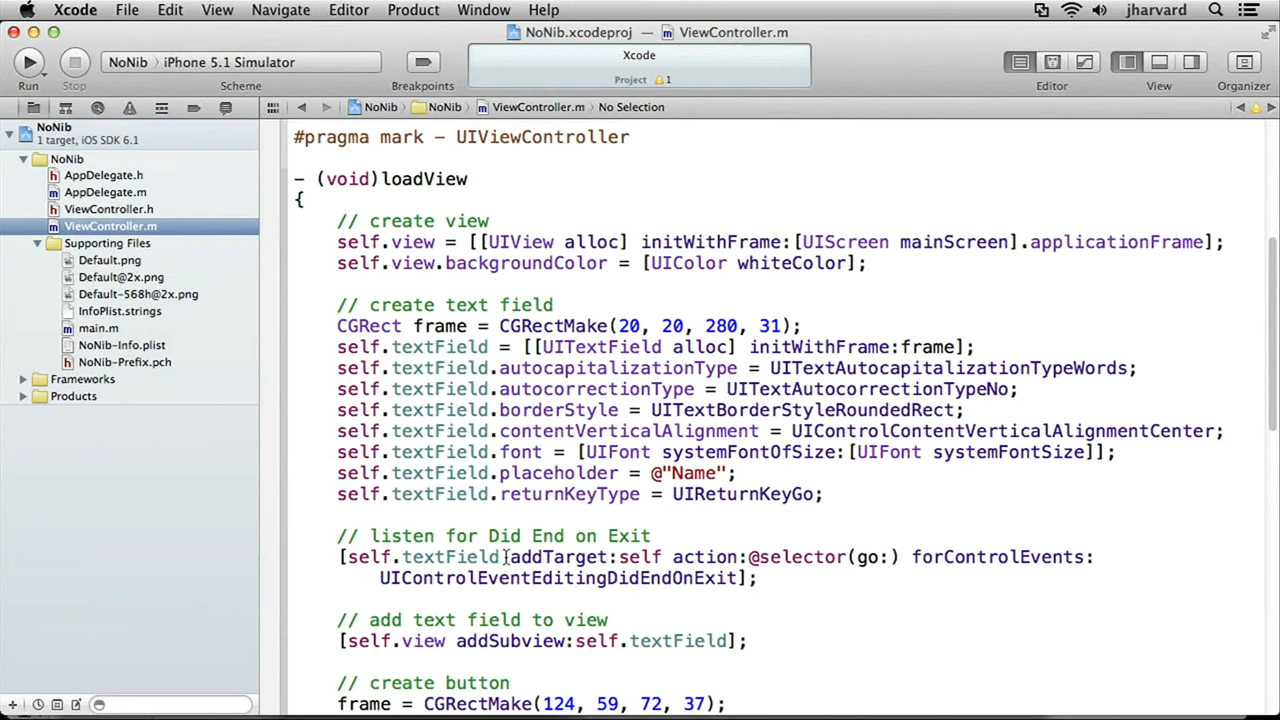 Xcode File Edit View Navigate Editor Product Window Help jharvard
NoNib.xcodeproj — ViewController.m
NoNib iPhone 5.1 Simulator
Xcode
Project 1
Run Stop Scheme Breakpoints Editor View Organizer
NoNib NoNib ViewController.m No Selection
NoNib
1 target, iOS SDK 6.1
NoNib
AppDelegate.h
AppDelegate.m
ViewController.h
ViewController.m
Supporting Files
Default.png
Default@2x.png
Default-568h@2x.png
InfoPlist.strings
main.m
NoNib-Info.plist
NoNib-Prefix.pch
Frameworks
Products
#pragma mark - UIViewController
- (void)loadView
{
// create view
self.view = [[UIView alloc] initWithFrame:[UIScreen mainScreen].applicationFrame];
self.view.backgroundColor = [UIColor whiteColor];
// create text field
CGRect frame = CGRectMake(20, 20, 280, 31);
self.textField = [[UITextField alloc] initWithFrame:frame];
self.textField.autocapitalizationType = UITextAutocapitalizationTypeWords;
self.textField.autocorrectionType = UITextAutocorrectionTypeNo;
self.textField.borderStyle = UITextBorderStyleRoundedRect;
self.textField.contentVerticalAlignment = UIControlContentVerticalAlignmentCenter;
self.textField.font = [UIFont systemFontOfSize:[UIFont systemFontSize]];
self.textField.placeholder = @"Name";
self.textField.returnKeyType = UIReturnKeyGo;
// listen for Did End on Exit
[self.textField addTarget:self action:@selector(go:) forControlEvents:
UIControlEventEditingDidEndOnExit];
// add text field to view
[self.view addSubview:self.textField];
// create button
frame = CGRectMake(124, 59, 72, 37);